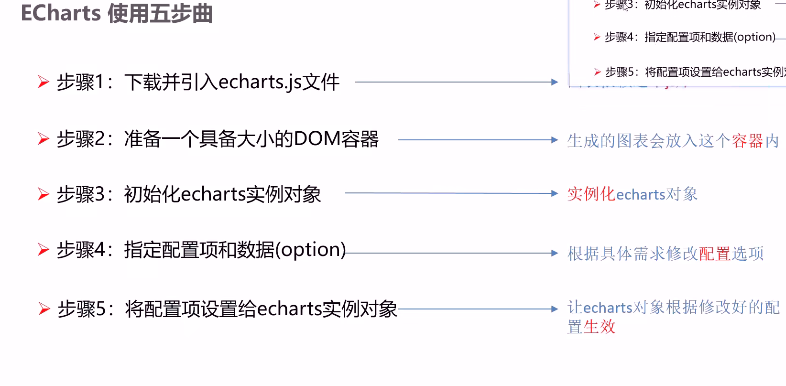 ECharts 使用五步曲
步骤3：初始化echarts实例对象
步骤4：指定配置项和数据(option)
步骤5：将配置项设置给echarts实例
步骤1：下载并引入echarts.js文件
步骤2：准备一个具备大小的DOM容器
生成的图表会放入这个容器内
步骤3：初始化echarts实例对象
实例化echarts对象
步骤4：指定配置项和数据(option)
根据具体需求修改配置选项
步骤5：将配置项设置给echarts实例对象
让echarts对象根据修改好的配
置生效